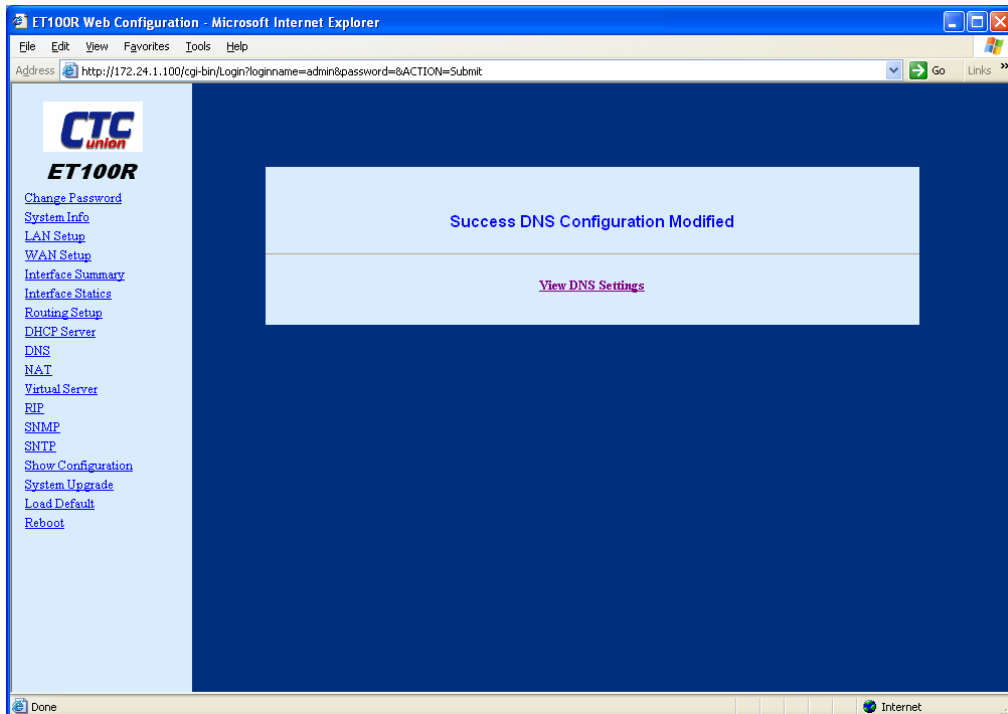 ET100R Web Configuration - Microsoft Internet Explorer
File Edit View Favorites Tools Help
Address http://172.24.1.100/cgi-bin/Login?loginname=admin&password=&ACTION=Submit Go Links »
CTC
union
ET100R
Change Password
System Info
LAN Setup
WAN Setup
Interface Summary
Interface Statics
Routing Setup
DHCP Server
DNS
NAT
Virtual Server
RIP
SNMP
SNTP
Show Configuration
System Upgrade
Load Default
Reboot
Success DNS Configuration Modified
View DNS Settings
Done Internet